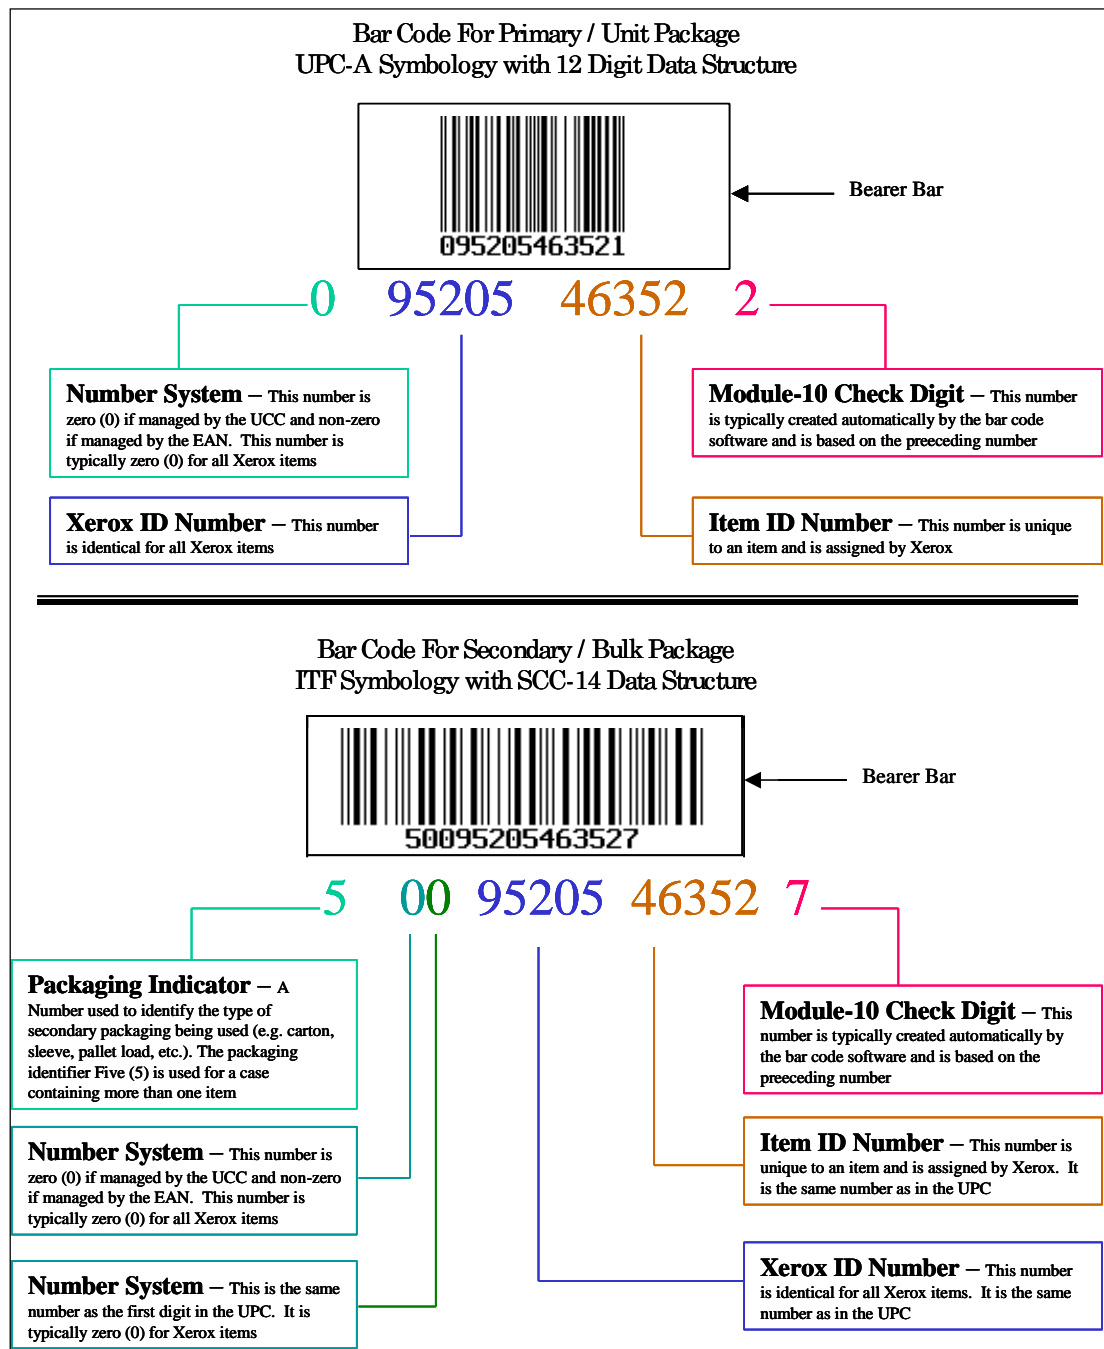 Bar Code For Primary / Unit Package
UPC-A Symbology with 12 Digit Data Structure
095205463521
Bearer Bar
0 95205 46352 2
Number System – This number is
zero (0) if managed by the UCC and non-zero
if managed by the EAN. This number is
typically zero (0) for all Xerox items
Module-10 Check Digit – This number
is typically created automatically by the bar code
software and is based on the preeceding number
Xerox ID Number – This number
is identical for all Xerox items
Item ID Number – This number is unique
to an item and is assigned by Xerox
Bar Code For Secondary / Bulk Package
ITF Symbology with SCC-14 Data Structure
50095205463527
Bearer Bar
5 00 95205 46352 7
Packaging Indicator – A
Number used to identify the type of
secondary packaging being used (e.g. carton,
sleeve, pallet load, etc.). The packaging
identifier Five (5) is used for a case
containing more than one item
Module-10 Check Digit – This
number is typically created automatically by
the bar code software and is based on the
preeceding number
Number System – This number is
zero (0) if managed by the UCC and non-zero
if managed by the EAN. This number is
typically zero (0) for all Xerox items
Item ID Number – This number is
unique to an item and is assigned by Xerox. It
is the same number as in the UPC
Number System – This is the same
number as the first digit in the UPC. It is
typically zero (0) for Xerox items
Xerox ID Number – This number
is identical for all Xerox items. It is the same
number as in the UPC